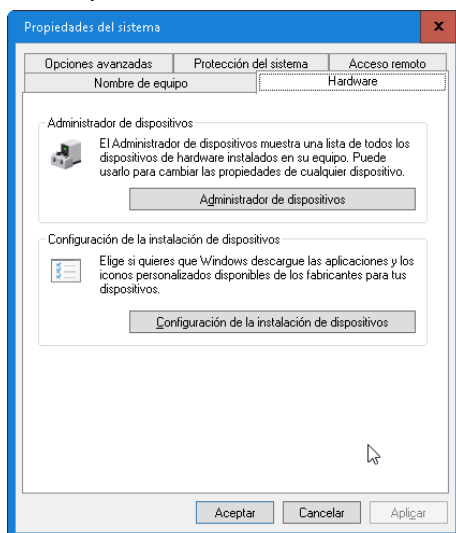 Propiedades del sistema
x
Opciones avanzadas
Protección del sistema
Acceso remoto
Nombre de equipo
Hardware
Administrador de dispositivos
El Administrador de dispositivos muestra una lista de todos los
dispositivos de hardware instalados en su equipo. Puede
usarlo para cambiar las propiedades de cualquier dispositivo.
Administrador de dispositivos
Configuración de la instalación de dispositivos
Elige si quieres que Windows descargue las aplicaciones y los
iconos personalizados disponibles de los fabricantes para tus
dispositivos.
Configuración de la instalación de dispositivos
Aceptar
Cancelar
Aplicar